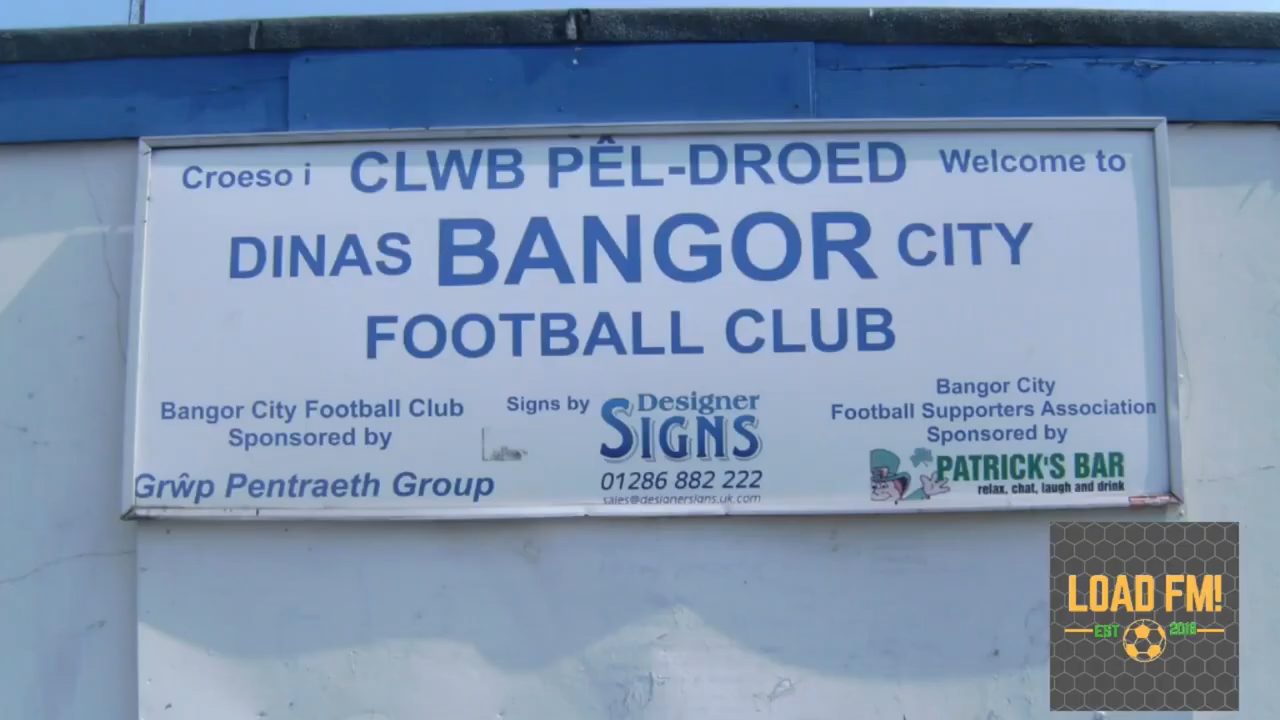 Croeso i CLWB PÊL-DROED Welcome to
DINAS BANGOR CITY
FOOTBALL CLUB
Bangor City Football Club
Sponsored by
Grŵp Pentraeth Group
Signs by
Designer
SIGNS
01286 882 222
sales@designersigns.uk.com
Bangor City
Football Supporters Association
Sponsored by
PATRICK'S BAR
relax, chat, laugh and drink
LOAD FM!
EST 2018